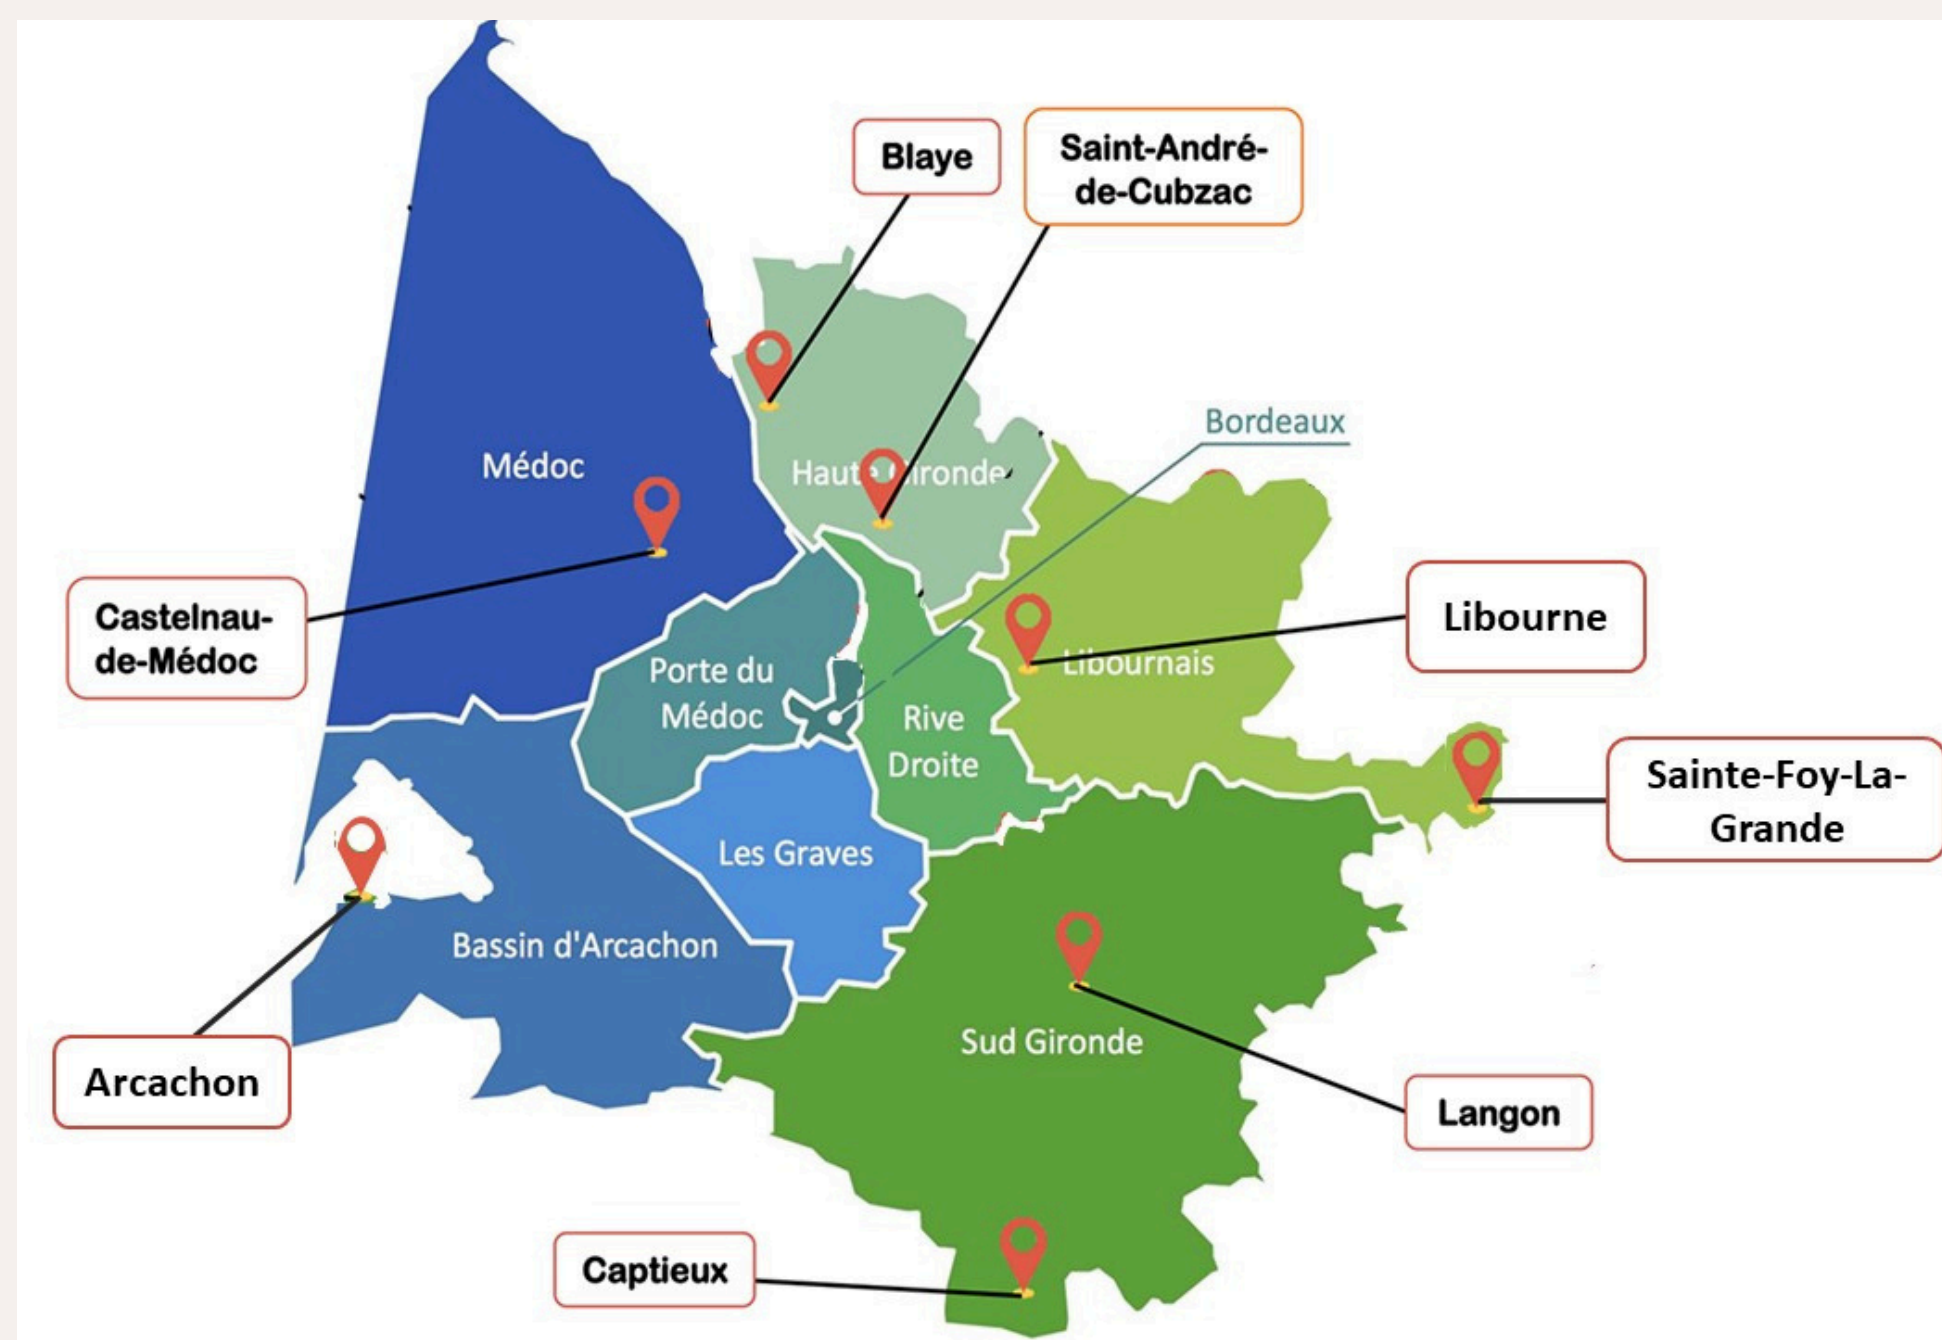 Blaye
Saint-André-
de-Cubzac
Bordeaux
Médoc
Haute Gironde
Castelnau-
de-Médoc
Libourne
Porte du
Médoc
Libournais
Rive
Droite
Sainte-Foy-La-
Grande
Les Graves
Bassin d'Arcachon
Sud Gironde
Arcachon
Langon
Captieux